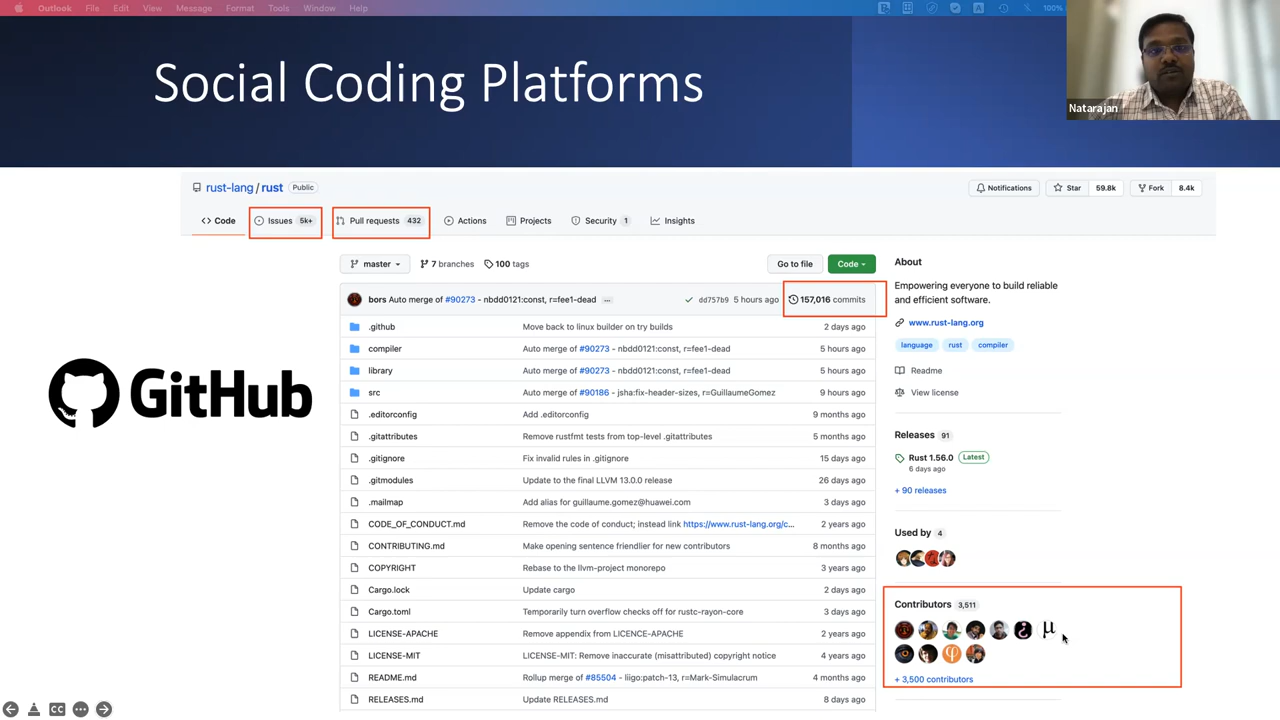 Outlook File Edit View Message Format Tools Window Help 100%
Social Coding Platforms
Natarajan
rust-lang / rust Public
Notifications Star 59.8k Fork 8.4k
Code Issues 5k+ Pull requests 432 Actions Projects Security 1 Insights
master 7 branches 100 tags Go to file Code
About
Empowering everyone to build reliable
and efficient software.
www.rust-lang.org
language rust compiler
Readme
View license
Releases 91
Rust 1.56.0 Latest
6 days ago
+ 90 releases
Used by 4
Contributors 3,511
μ
+ 3,500 contributors
bors Auto merge of #90273 - nbdd0121:const, r=fee1-dead ... dd757b9 5 hours ago 157,016 commits
.github Move back to linux builder on try builds 2 days ago
compiler Auto merge of #90273 - nbdd0121:const, r=fee1-dead 5 hours ago
library Auto merge of #90273 - nbdd0121:const, r=fee1-dead 5 hours ago
src Auto merge of #90186 - jsha:fix-header-sizes, r=GuillaumeGomez 9 hours ago
.editorconfig Add .editorconfig 9 months ago
.gitattributes Remove rustfmt tests from top-level .gitattributes 5 months ago
.gitignore Fix invalid rules in .gitignore 15 days ago
.gitmodules Update to the final LLVM 13.0.0 release 26 days ago
.mailmap Add alias for guillaume.gomez@huawei.com 3 days ago
CODE_OF_CONDUCT.md Remove the code of conduct; instead link https://www.rust-lang.org/c... 2 years ago
CONTRIBUTING.md Make opening sentence friendlier for new contributors 8 months ago
COPYRIGHT Rebase to the llvm-project monorepo 3 years ago
Cargo.lock Update cargo 2 days ago
Cargo.toml Temporarily turn overflow checks off for rustc-rayon-core 3 days ago
LICENSE-APACHE Remove appendix from LICENCE-APACHE 2 years ago
LICENSE-MIT LICENSE-MIT: Remove inaccurate (misattributed) copyright notice 4 years ago
README.md Rollup merge of #85504 - liigo:patch-13, r=Mark-Simulacrum 4 months ago
RELEASES.md Update RELEASES.md 8 days ago
GitHub
CC